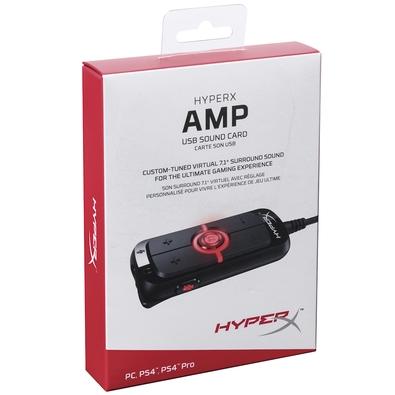 HYPERX
AMP
USB SOUND CARD
CARTE SON USB
CUSTOM-TUNED VIRTUAL 7.1* SURROUND SOUND
FOR THE ULTIMATE GAMING EXPERIENCE
SON SURROUND 7.1* VIRTUEL AVEC RÉGLAGE
PERSONNALISÉ POUR VIVRE L'EXPÉRIENCE DE JEU ULTIME
HYPERX
HYPERX™
PC, PS4™, PS4™ Pro